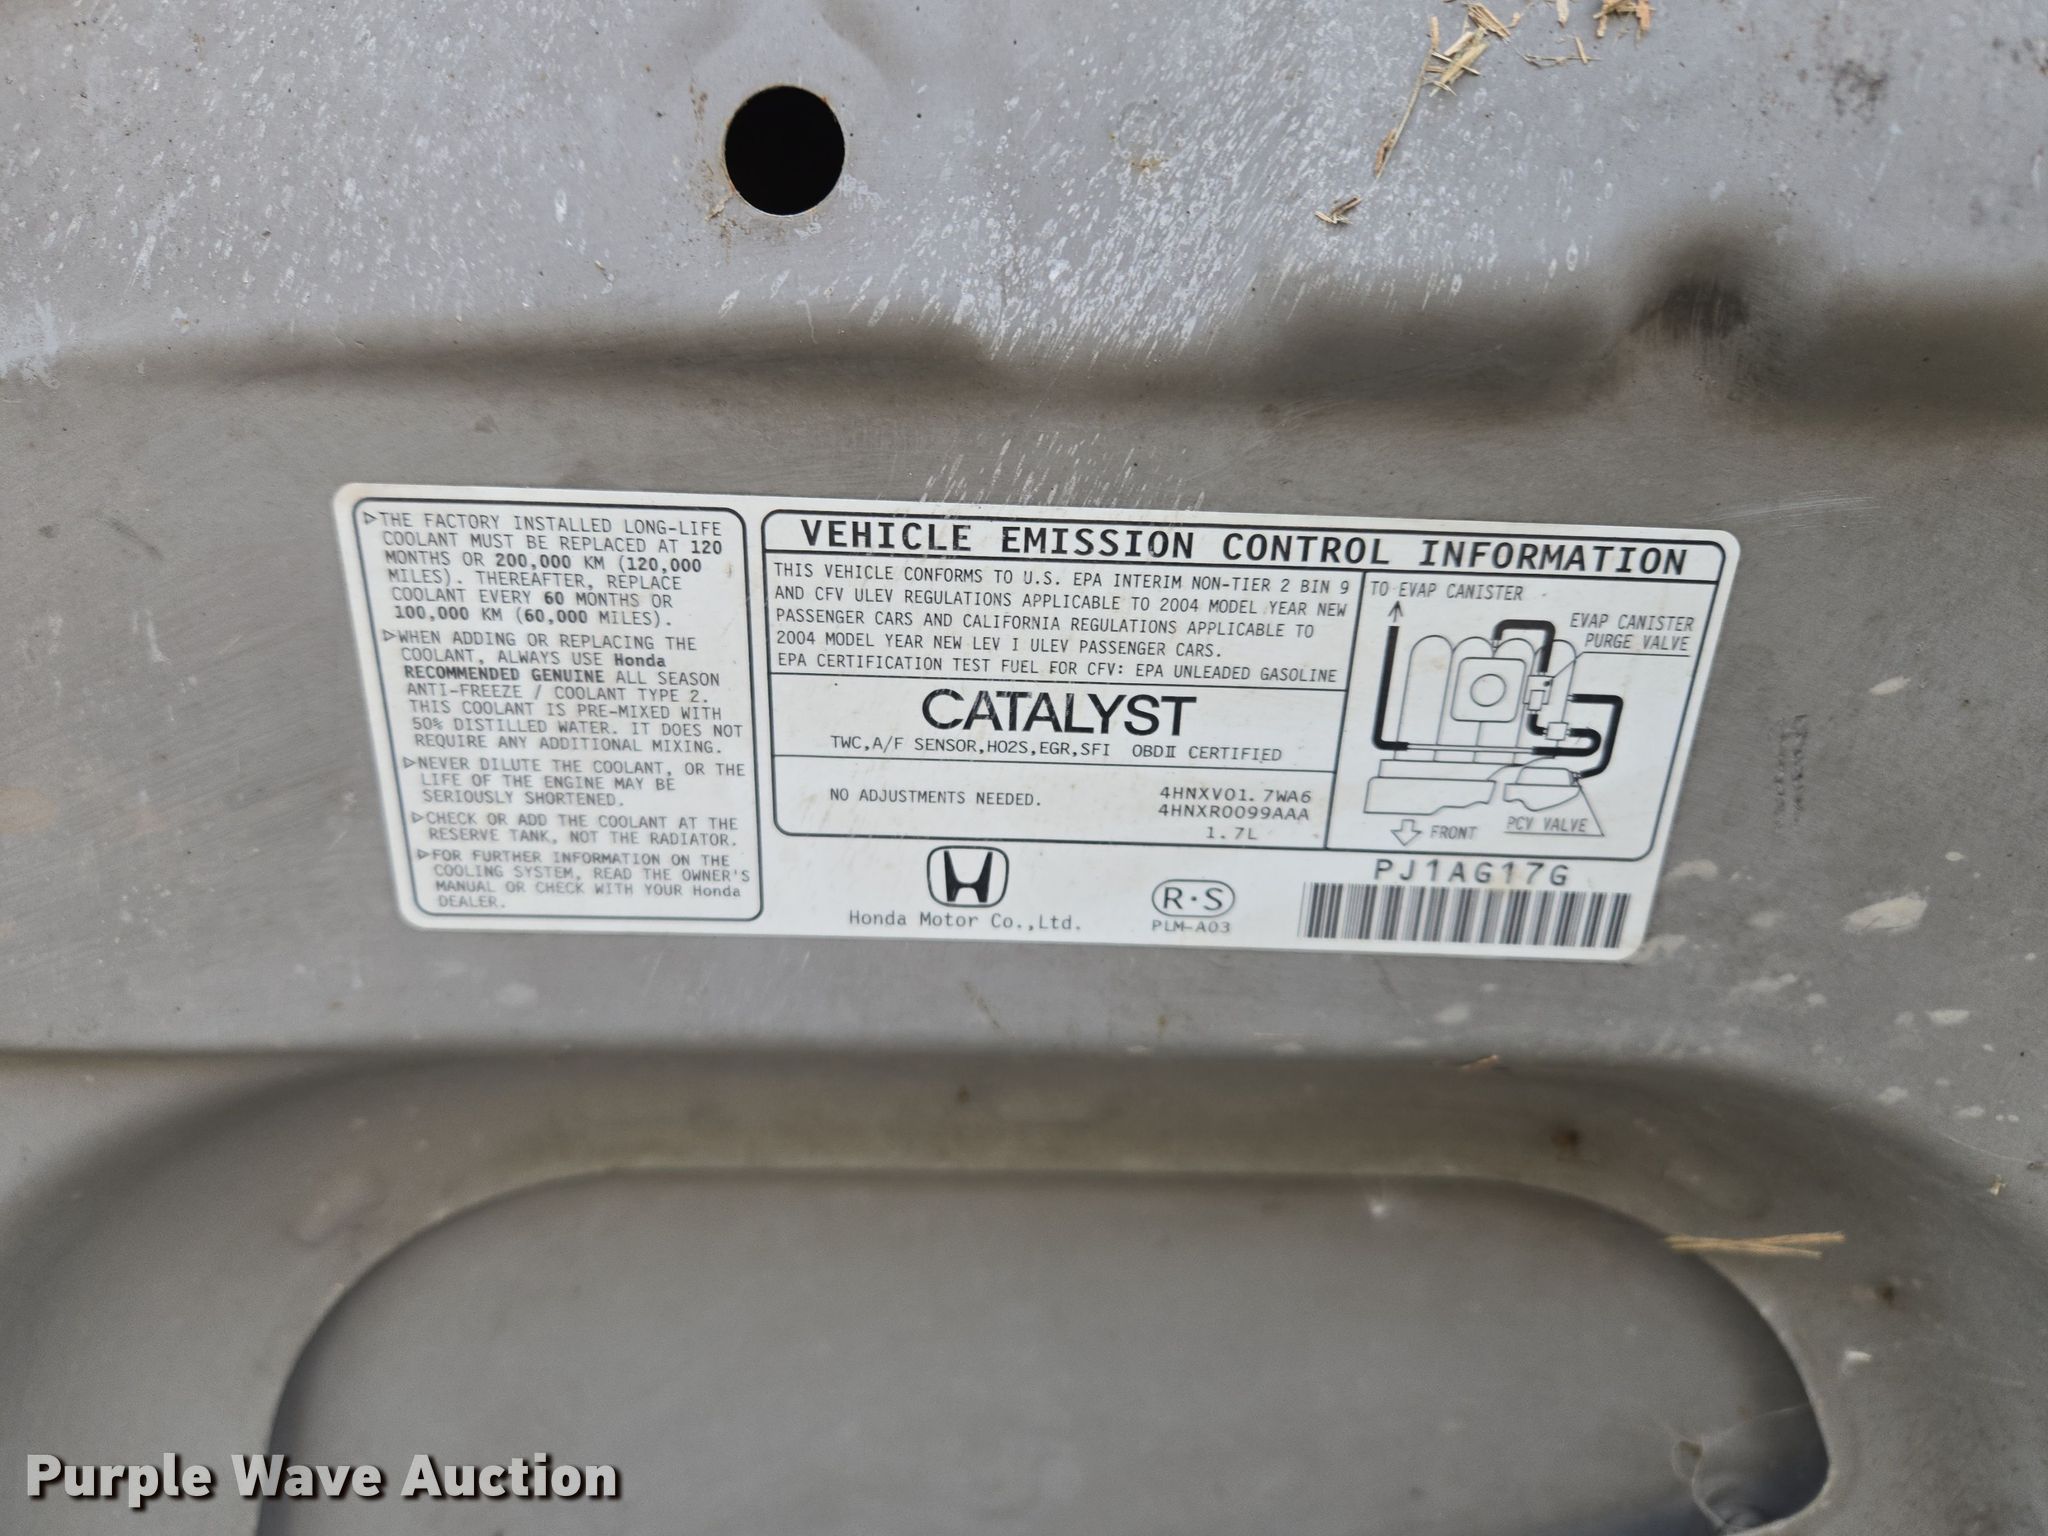 ▷THE FACTORY INSTALLED LONG-LIFE
COOLANT MUST BE REPLACED AT 120
MONTHS OR 200,000 KM (120,000
MILES). THEREAFTER, REPLACE
COOLANT EVERY 60 MONTHS OR
100,000 KM (60,000 MILES).
▷WHEN ADDING OR REPLACING THE
COOLANT, ALWAYS USE Honda
RECOMMENDED GENUINE ALL SEASON
ANTI-FREEZE / COOLANT TYPE 2.
THIS COOLANT IS PRE-MIXED WITH
50% DISTILLED WATER. IT DOES NOT
REQUIRE ANY ADDITIONAL MIXING.
▷NEVER DILUTE THE COOLANT, OR THE
LIFE OF THE ENGINE MAY BE
SERIOUSLY SHORTENED.
▷CHECK OR ADD THE COOLANT AT THE
RESERVE TANK, NOT THE RADIATOR.
▷FOR FURTHER INFORMATION ON THE
COOLING SYSTEM, READ THE OWNER'S
MANUAL OR CHECK WITH YOUR Honda
DEALER.
VEHICLE EMISSION CONTROL INFORMATION
THIS VEHICLE CONFORMS TO U.S. EPA INTERIM NON-TIER 2 BIN 9
AND CFV ULEV REGULATIONS APPLICABLE TO 2004 MODEL YEAR NEW
PASSENGER CARS AND CALIFORNIA REGULATIONS APPLICABLE TO
2004 MODEL YEAR NEW LEV I ULEV PASSENGER CARS.
EPA CERTIFICATION TEST FUEL FOR CFV: EPA UNLEADED GASOLINE
CATALYST
TWC,A/F SENSOR,HO2S,EGR,SFI OBDⅡ CERTIFIED
NO ADJUSTMENTS NEEDED.
4HNXV01.7WA6
4HNXR0099AAA
1.7L
TO EVAP CANISTER
EVAP CANISTER
PURGE VALVE
FRONT
PCV VALVE
Honda Motor Co.,Ltd.
R·S
PLM-A03
PJ1AG17G
Purple Wave Auction